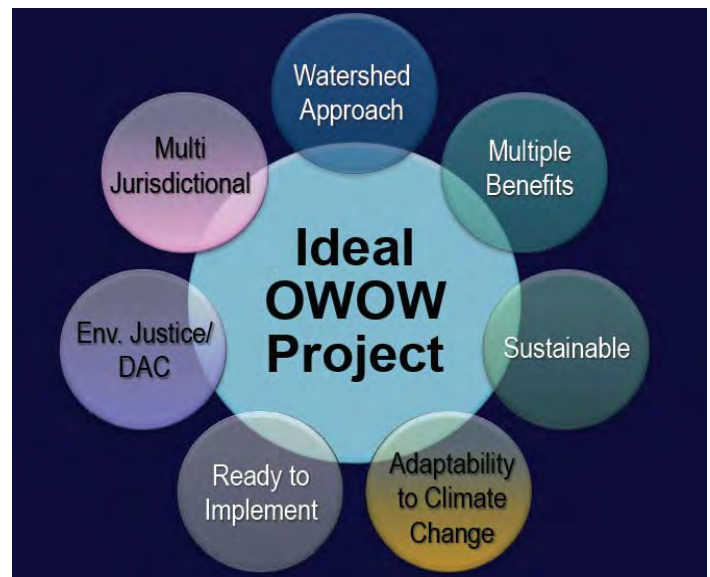 Watershed
Approach
Multiple
Benefits
Sustainable
Adaptability
to Climate
Change
Ready to
Implement
Env. Justice/
DAC
Multi
Jurisdictional
Ideal
OWOW
Project